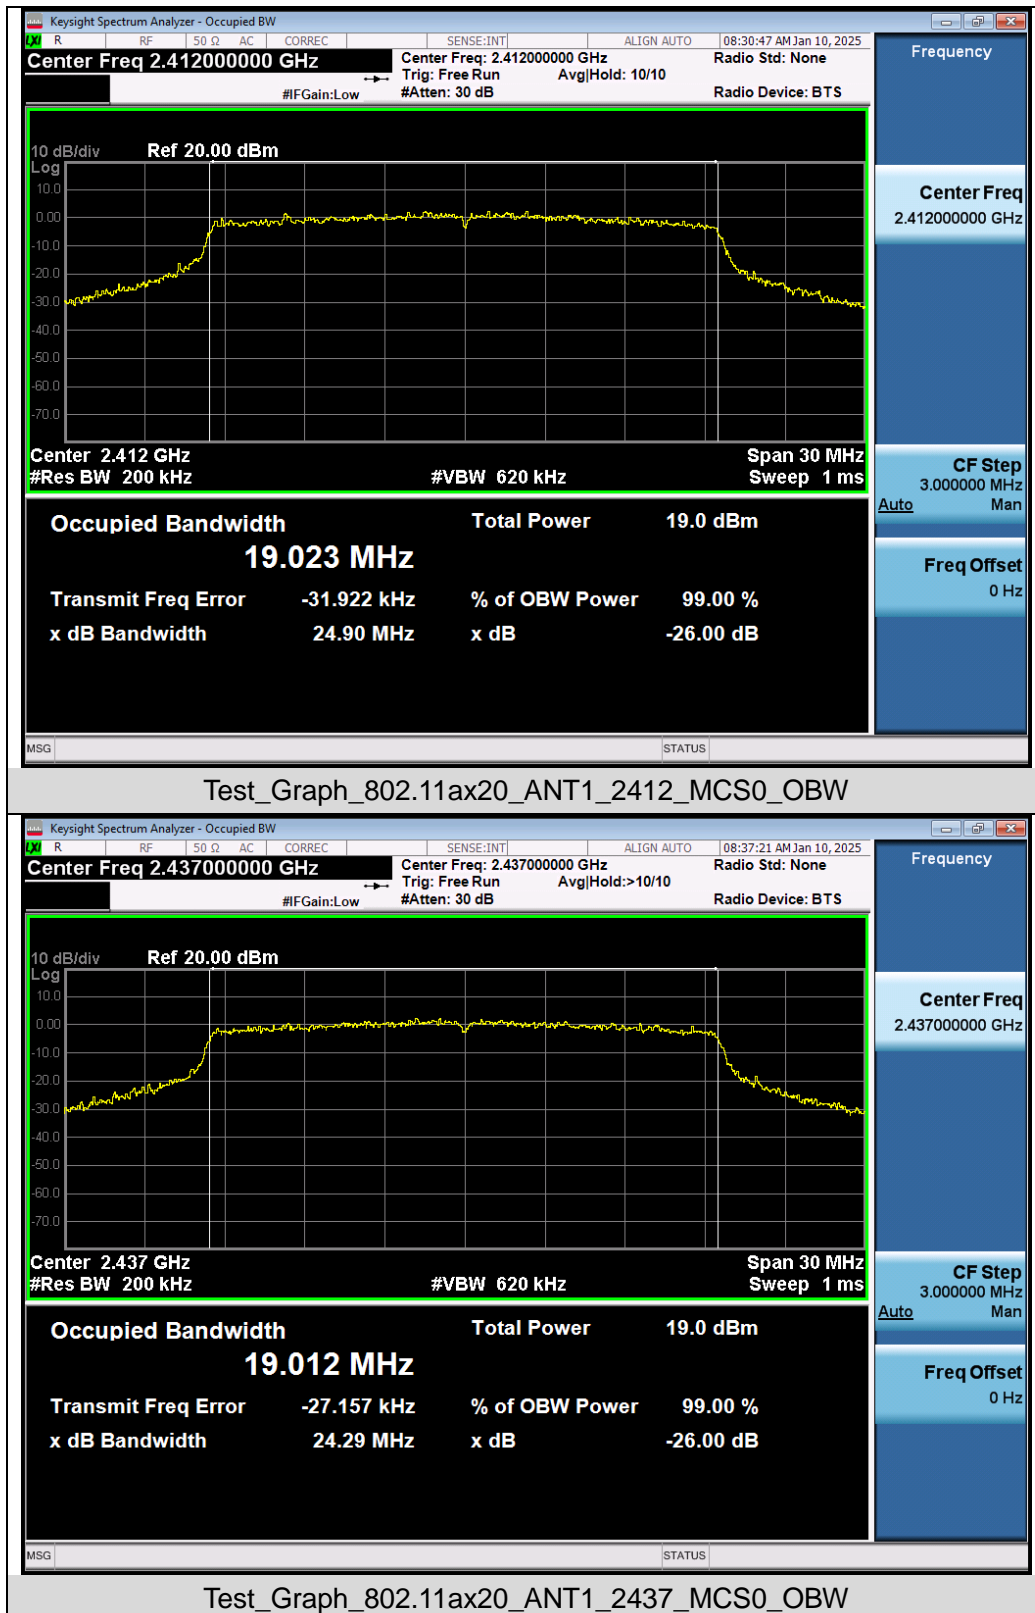 Keysight Spectrum Analyzer - Occupied BW
LXI R RF 50 Ω AC CORREC SENSE:INT ALIGN AUTO 08:30:47 AM Jan 10, 2025
Center Freq 2.412000000 GHz
Center Freq: 2.412000000 GHz Radio Std: None
Trig: Free Run Avg|Hold: 10/10
#IFGain:Low #Atten: 30 dB Radio Device: BTS
Frequency
10 dB/div Ref 20.00 dBm
Log
10.0
0.00
-10.0
-20.0
-30.0
-40.0
-50.0
-60.0
-70.0
Center 2.412 GHz Span 30 MHz
#Res BW 200 kHz #VBW 620 kHz Sweep 1 ms
Center Freq
2.412000000 GHz
CF Step
3.000000 MHz
Auto Man
Freq Offset
0 Hz
Occupied Bandwidth Total Power 19.0 dBm
19.023 MHz
Transmit Freq Error -31.922 kHz % of OBW Power 99.00 %
x dB Bandwidth 24.90 MHz x dB -26.00 dB
MSG STATUS
Test_Graph_802.11ax20_ANT1_2412_MCS0_OBW
Keysight Spectrum Analyzer - Occupied BW
LXI R RF 50 Ω AC CORREC SENSE:INT ALIGN AUTO 08:37:21 AM Jan 10, 2025
Center Freq 2.437000000 GHz
Center Freq: 2.437000000 GHz Radio Std: None
Trig: Free Run Avg|Hold:>10/10
#IFGain:Low #Atten: 30 dB Radio Device: BTS
Frequency
10 dB/div Ref 20.00 dBm
Log
10.0
0.00
-10.0
-20.0
-30.0
-40.0
-50.0
-60.0
-70.0
Center 2.437 GHz Span 30 MHz
#Res BW 200 kHz #VBW 620 kHz Sweep 1 ms
Center Freq
2.437000000 GHz
CF Step
3.000000 MHz
Auto Man
Freq Offset
0 Hz
Occupied Bandwidth Total Power 19.0 dBm
19.012 MHz
Transmit Freq Error -27.157 kHz % of OBW Power 99.00 %
x dB Bandwidth 24.29 MHz x dB -26.00 dB
MSG STATUS
Test_Graph_802.11ax20_ANT1_2437_MCS0_OBW